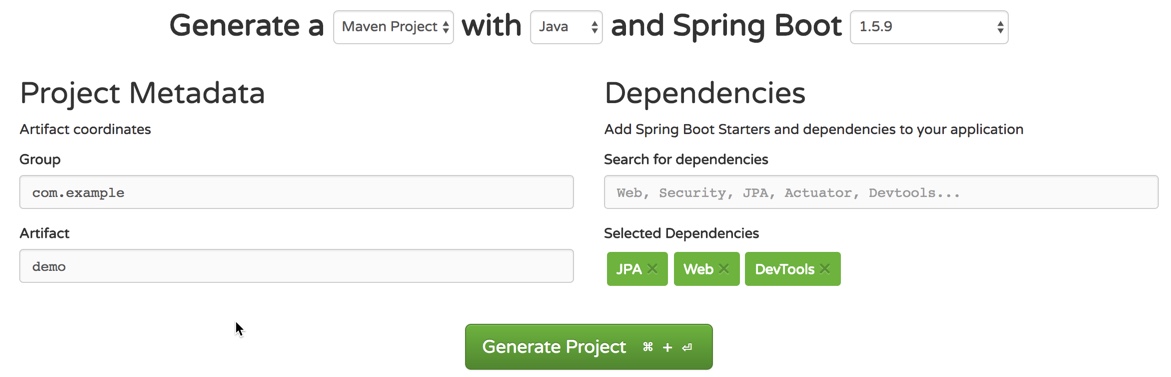 Generate a Maven Project with Java and Spring Boot 1.5.9
Project Metadata
Artifact coordinates
Group
com.example
Artifact
demo
Dependencies
Add Spring Boot Starters and dependencies to your application
Search for dependencies
Web, Security, JPA, Actuator, Devtools...
Selected Dependencies
JPA × Web × DevTools ×
Generate Project ⌘ + ⏎